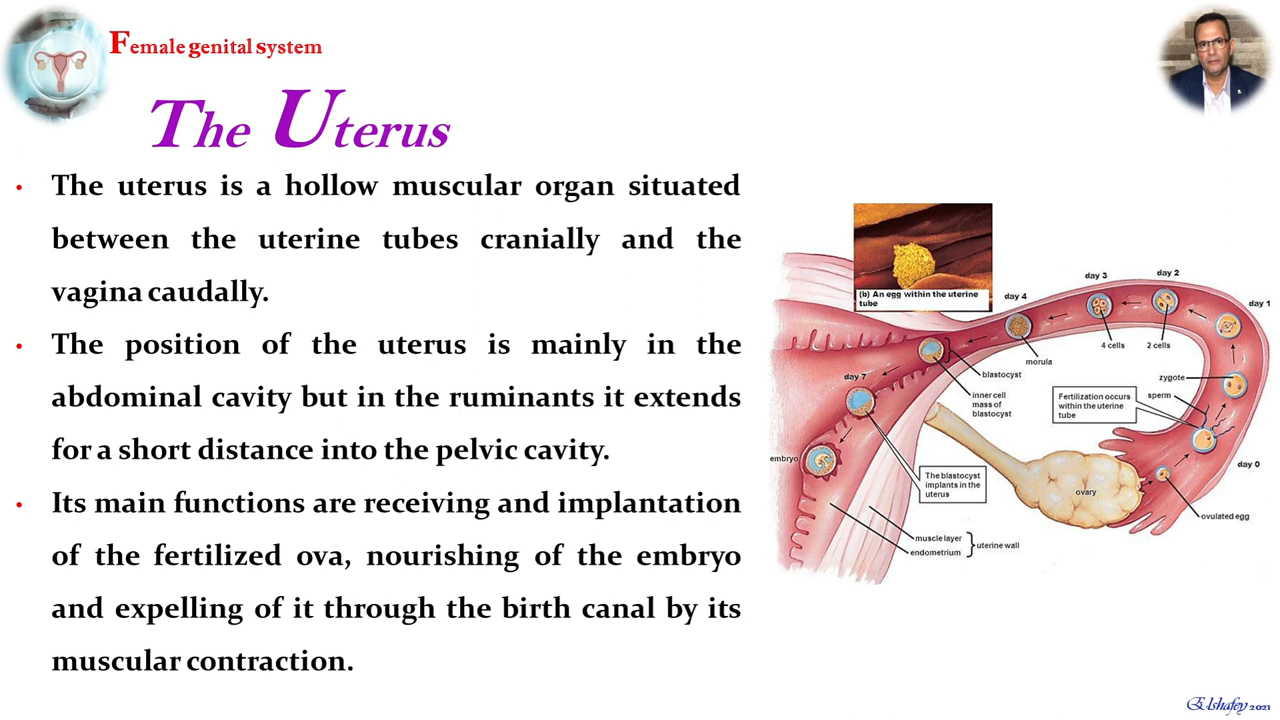 Female genital system
The Uterus
• The uterus is a hollow muscular organ situated
between the uterine tubes cranially and the
vagina caudally.
• The position of the uterus is mainly in the
abdominal cavity but in the ruminants it extends
for a short distance into the pelvic cavity.
• Its main functions are receiving and implantation
of the fertilized ova, nourishing of the embryo
and expelling of it through the birth canal by its
muscular contraction.
(b) An egg within the uterine
tube
day 4
day 3
day 2
day 1
4 cells
2 cells
morula
blastocyst
day 7
inner cell
mass of
blastocyst
zygote
sperm
Fertilization occurs
within the uterine
tube
embryo
day 0
The blastocyst
implants in the
uterus
ovary
ovulated egg
muscle layer
endometrium
uterine wall
Elshafey 2021